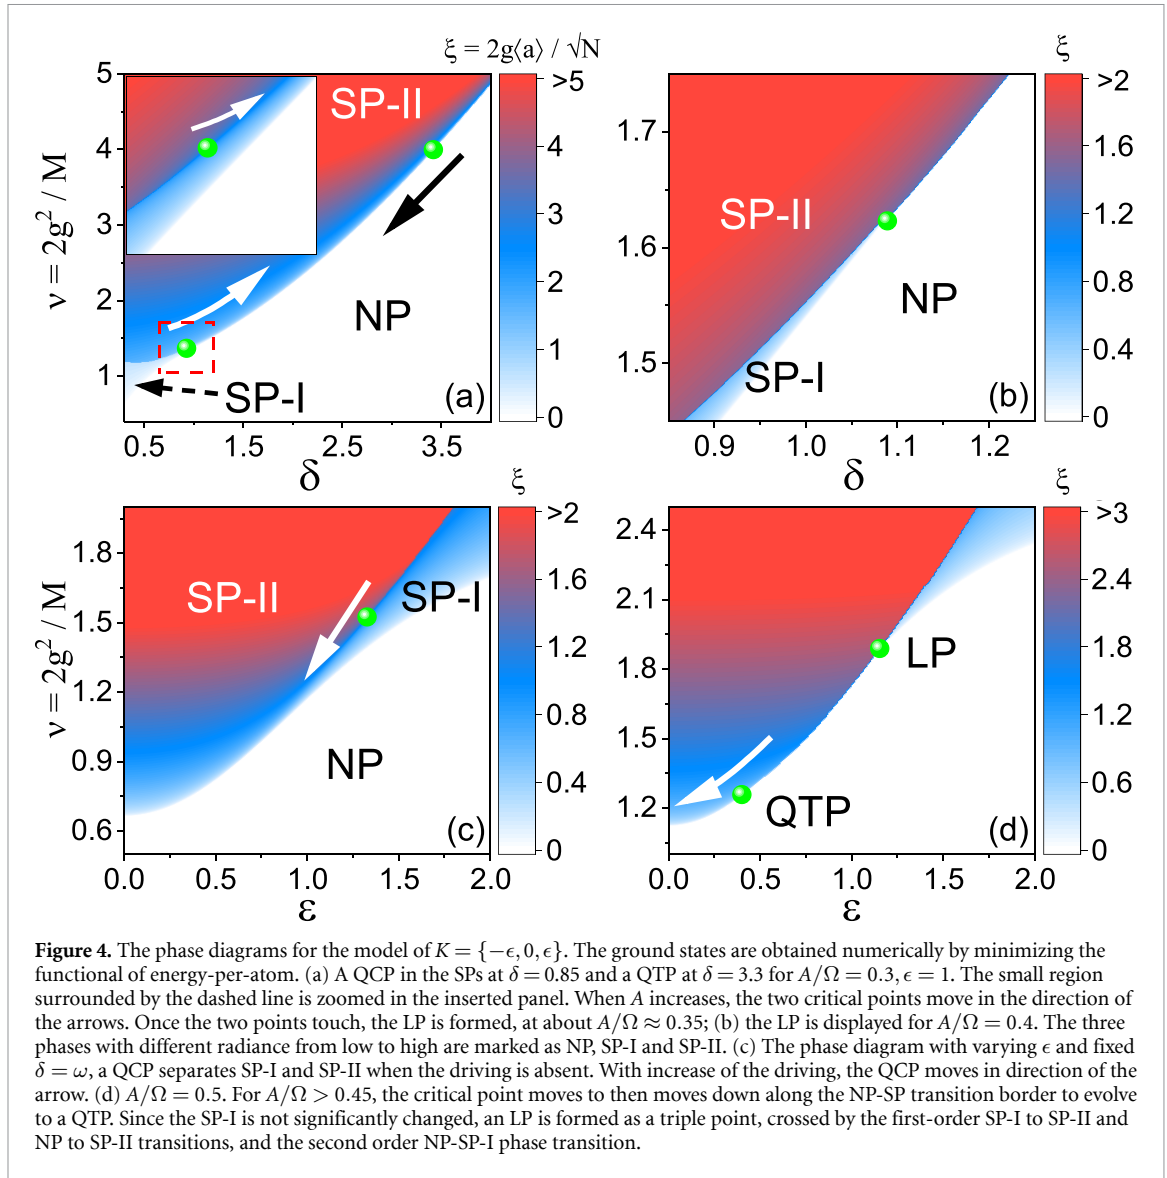 ξ = 2g⟨a⟩ / √N
ν = 2g² / M
5
4
3
2
1
0.5
1.5
2.5
3.5
δ
SP-II
NP
SP-I
(a)
>5
4
3
2
1
0
ξ
1.7
1.6
1.5
0.9
1.0
1.1
1.2
δ
SP-II
NP
SP-I
(b)
>2
1.6
1.2
0.8
0.4
0
ξ
ν = 2g² / M
1.8
1.5
1.2
0.9
0.6
0.0
0.5
1.0
1.5
2.0
ε
SP-II
SP-I
NP
(c)
>2
1.6
1.2
0.8
0.4
0
ξ
2.4
2.1
1.8
1.5
1.2
0.0
0.5
1.0
1.5
2.0
ε
LP
QTP
(d)
>3
2.4
1.8
1.2
0.6
0
Figure 4. The phase diagrams for the model of K = {−ϵ, 0, ϵ}. The ground states are obtained numerically by minimizing the
functional of energy-per-atom. (a) A QCP in the SPs at δ = 0.85 and a QTP at δ = 3.3 for A/Ω = 0.3, ϵ = 1. The small region
surrounded by the dashed line is zoomed in the inserted panel. When A increases, the two critical points move in the direction of
the arrows. Once the two points touch, the LP is formed, at about A/Ω ≈ 0.35; (b) the LP is displayed for A/Ω = 0.4. The three
phases with different radiance from low to high are marked as NP, SP-I and SP-II. (c) The phase diagram with varying ϵ and fixed
δ = ω, a QCP separates SP-I and SP-II when the driving is absent. With increase of the driving, the QCP moves in direction of the
arrow. (d) A/Ω = 0.5. For A/Ω > 0.45, the critical point moves to then moves down along the NP-SP transition border to evolve
to a QTP. Since the SP-I is not significantly changed, an LP is formed as a triple point, crossed by the first-order SP-I to SP-II and
NP to SP-II transitions, and the second order NP-SP-I phase transition.